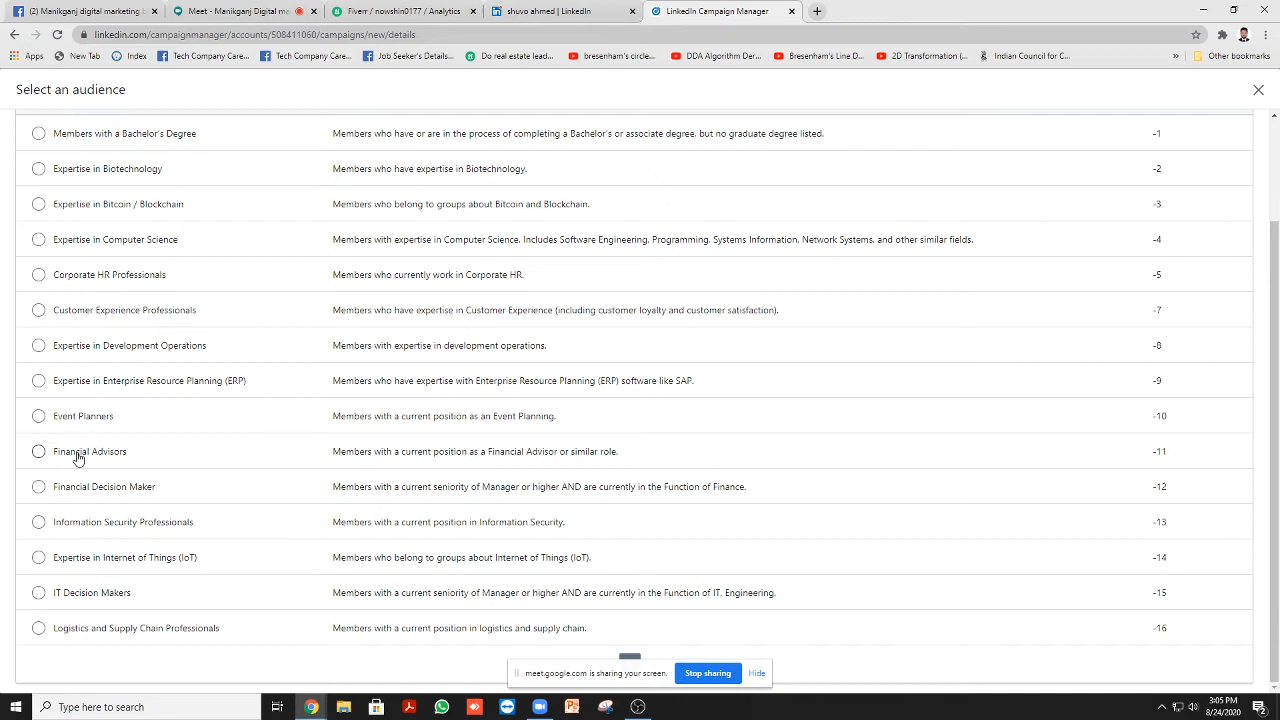 (2) Manikganj digital marketing
Meet - Manikganj Digital ma
Fiverr / nowshin0177 / Analytics
shuvo ahmed | LinkedIn
LinkedIn Campaign Manager
linkedin.com/campaignmanager/accounts/508411060/campaigns/new/details
Apps
New Tab
Index
Tech Company Care...
Tech Company Care...
Job Seeker's Details...
Do real estate lead...
bresenham's circle...
DDA Algorithm Der...
Bresenham's Line D...
2D Transformation (...
Indian Council for C...
»
Other bookmarks
Select an audience
Members with a Bachelor's Degree
Members who have or are in the process of completing a Bachelor's or associate degree, but no graduate degree listed.
-1
Expertise in Biotechnology
Members who have expertise in Biotechnology.
-2
Expertise in Bitcoin / Blockchain
Members who belong to groups about Bitcoin and Blockchain.
-3
Expertise in Computer Science
Members with expertise in Computer Science. Includes Software Engineering, Programming, Systems Information, Network Systems, and other similar fields.
-4
Corporate HR Professionals
Members who currently work in Corporate HR.
-5
Customer Experience Professionals
Members who have expertise in Customer Experience (including customer loyalty and customer satisfaction).
-7
Expertise in Development Operations
Members with expertise in development operations.
-8
Expertise in Enterprise Resource Planning (ERP)
Members who have expertise with Enterprise Resource Planning (ERP) software like SAP.
-9
Event Planners
Members with a current position as an Event Planning.
-10
Financial Advisors
Members with a current position as a Financial Advisor or similar role.
-11
Financial Decision Maker
Members with a current seniority of Manager or higher AND are currently in the Function of Finance.
-12
Information Security Professionals
Members with a current position in Information Security.
-13
Expertise in Internet of Things (IoT)
Members who belong to groups about Internet of Things (IoT).
-14
IT Decision Makers
Members with a current seniority of Manager or higher AND are currently in the Function of IT, Engineering.
-15
Logistics and Supply Chain Professionals
Members with a current position in logistics and supply chain.
-16
meet.google.com is sharing your screen.
Stop sharing
Hide
Type here to search
3:05 PM
8/24/2020